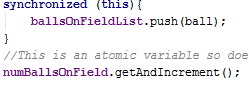 synchronized (this){
ballsOnFieldList.push(ball);
}
//This is an atomic variable so doe
numBallsOnField.getAndIncrement();